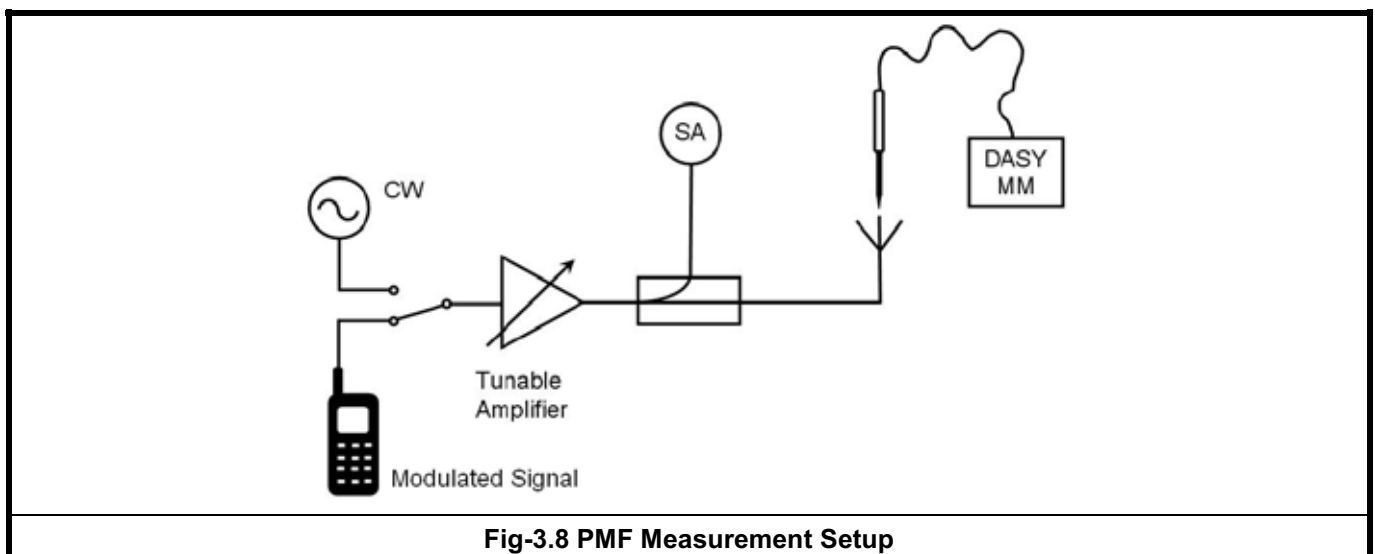 SA
DASY
MM
CW
Tunable
Amplifier
Modulated Signal
Fig-3.8 PMF Measurement Setup